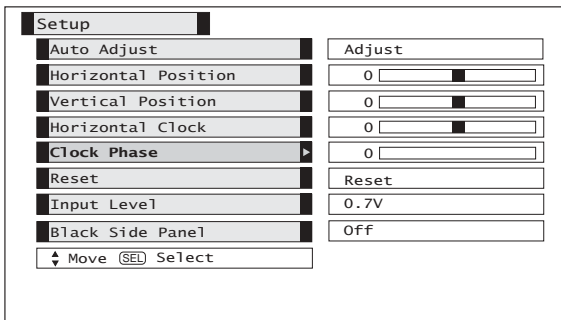 Setup
Auto Adjust Adjust
Horizontal Position 0
Vertical Position 0
Horizontal Clock 0
Clock Phase 0
Reset Reset
Input Level 0.7V
Black Side Panel Off
Move SEL Select